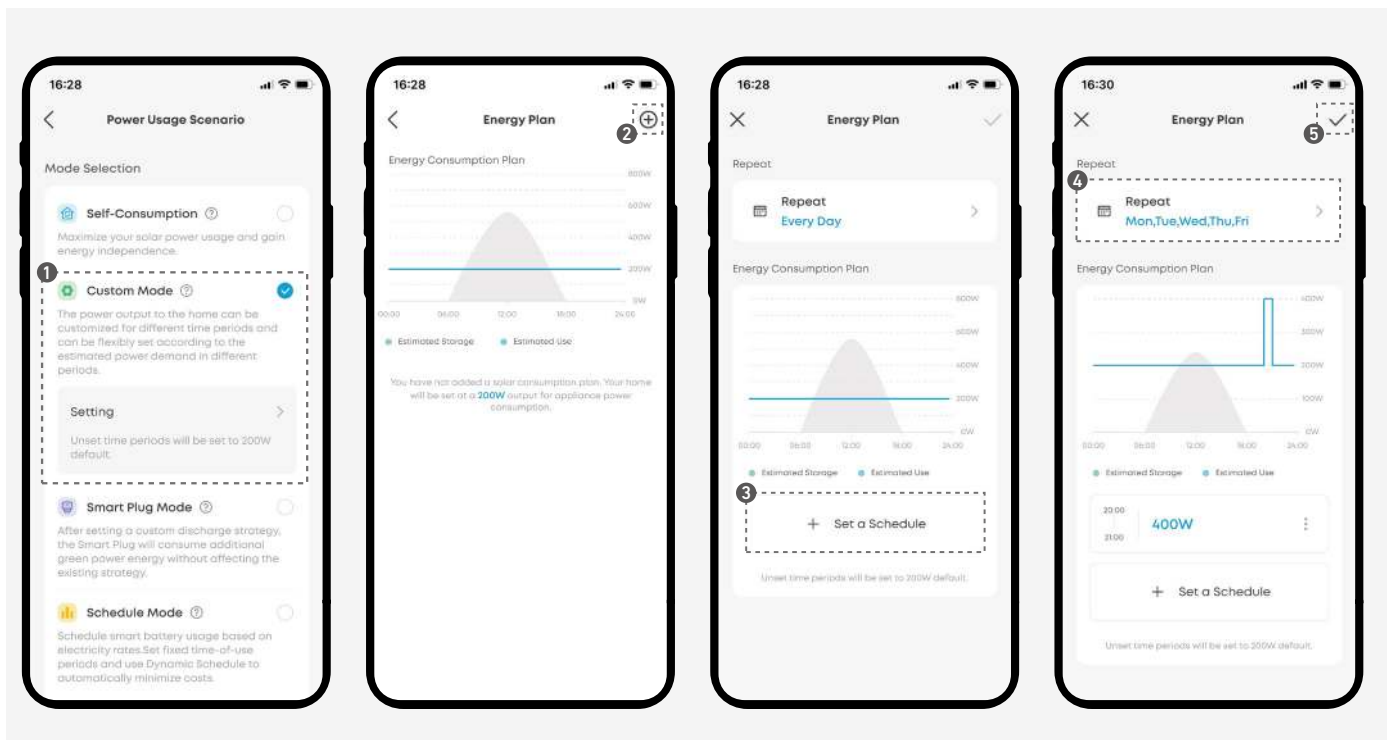 16:28
Power Usage Scenario
Mode Selection
Self-Consumption ?
Maximize your solar power usage and gain
energy independence.
1
Custom Mode ?
The power output to the home can be
customized for different time periods and
can be flexibly set according to the
estimated power demand in different
periods.
Setting
Unset time periods will be set to 200W
default.
Smart Plug Mode ?
After setting a custom discharge strategy,
the Smart Plug will consume additional
green power energy without affecting the
existing strategy.
Schedule Mode ?
Schedule smart battery usage based on
electricity rates.Set fixed time-of-use
periods and use Dynamic Schedule to
automatically minimize costs.
16:28
Energy Plan
2
Energy Consumption Plan
800W
600W
400W
200W
0W
00:00 06:00 12:00 18:00 24:00
Estimated Storage Estimated Use
You have not added a solar consumption plan. Your home
will be set at a 200W output for appliance power
consumption.
16:28
Energy Plan
Repeat
Repeat
Every Day
Energy Consumption Plan
800W
600W
400W
200W
0W
00:00 06:00 12:00 18:00 24:00
Estimated Storage Estimated Use
3
+ Set a Schedule
Unset time periods will be set to 200W default.
16:30
Energy Plan
5
Repeat
4
Repeat
Mon,Tue,Wed,Thu,Fri
Energy Consumption Plan
400W
300W
200W
100W
0W
00:00 06:00 12:00 18:00 24:00
Estimated Storage Estimated Use
20:00
400W
21:00
+ Set a Schedule
Unset time periods will be set to 200W default.